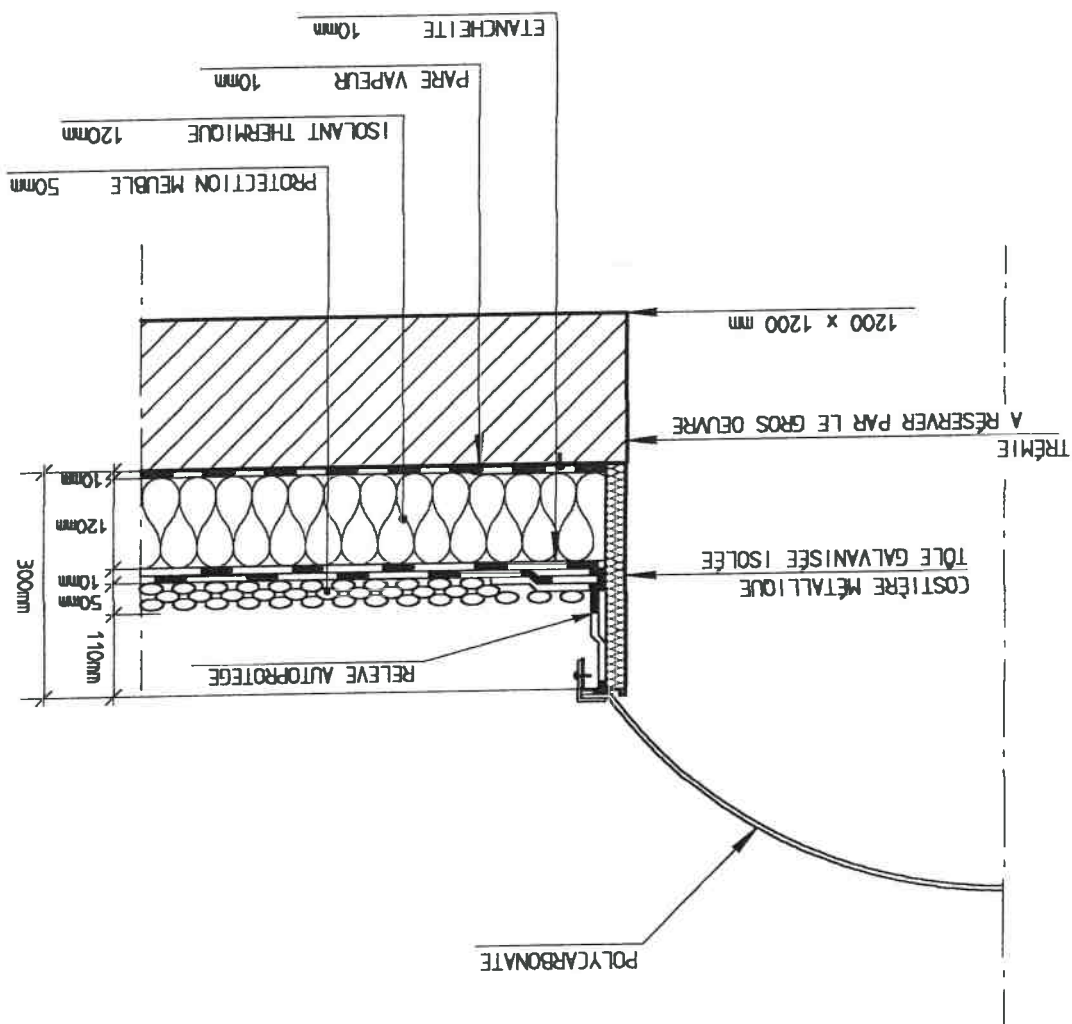 POLYCARBONATE
RELEVE AUTOPROTEGE
COSTIÈRE MÉTALLIQUE
TÔLE GALVANISÉE ISOLÉE
TRÉMIE
A RÉSERVER PAR LE GROS OEUVRE
1200 x 1200 mm
110mm
50mm
10mm
120mm
10mm
300mm
PROTECTION MEUBLE 50mm
ISOLANT THERMIQUE 120mm
PARE VAPEUR 10mm
ETANCHEITE 10mm